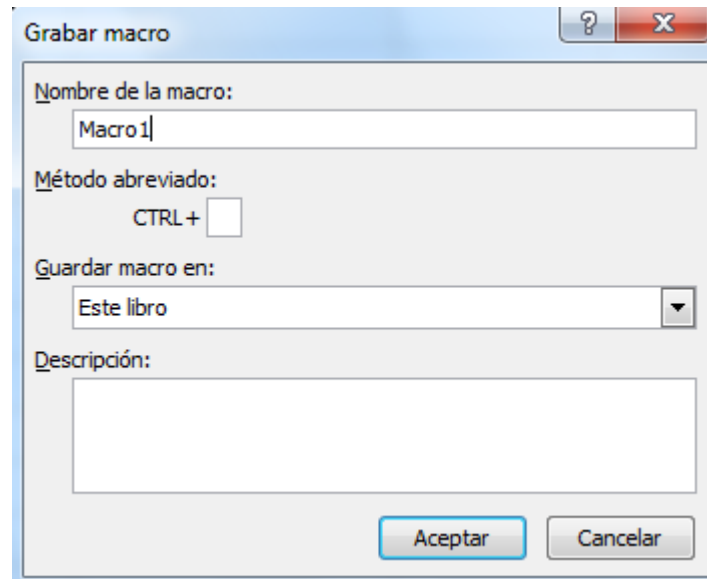 Grabar macro
Nombre de la macro:
Macro1
Método abreviado:
CTRL+
Guardar macro en:
Este libro
Descripción:
Aceptar Cancelar